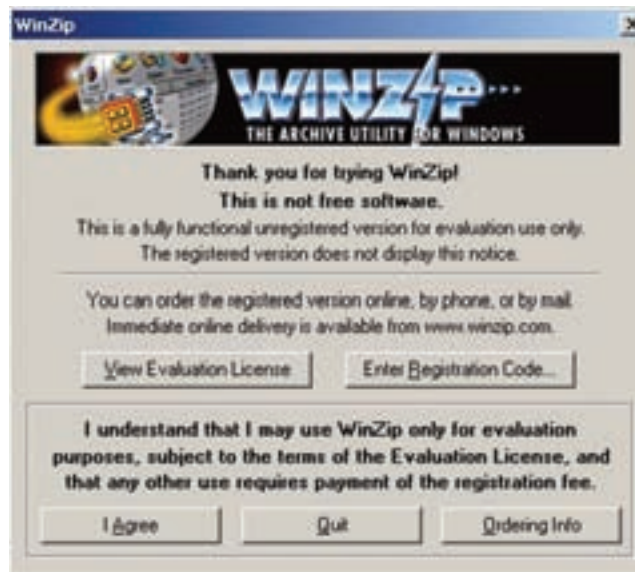 WinZip
WINZIP
THE ARCHIVE UTILITY FOR WINDOWS
Thank you for trying WinZip!
This is not free software.
This is a fully functional unregistered version for evaluation use only.
The registered version does not display this notice.
You can order the registered version online, by phone, or by mail.
Immediate online delivery is available from www.winzip.com.
View Evaluation License
Enter Registration Code...
I understand that I may use WinZip only for evaluation
purposes, subject to the terms of the Evaluation License, and
that any other use requires payment of the registration fee.
I Agree
Quit
Ordering Info